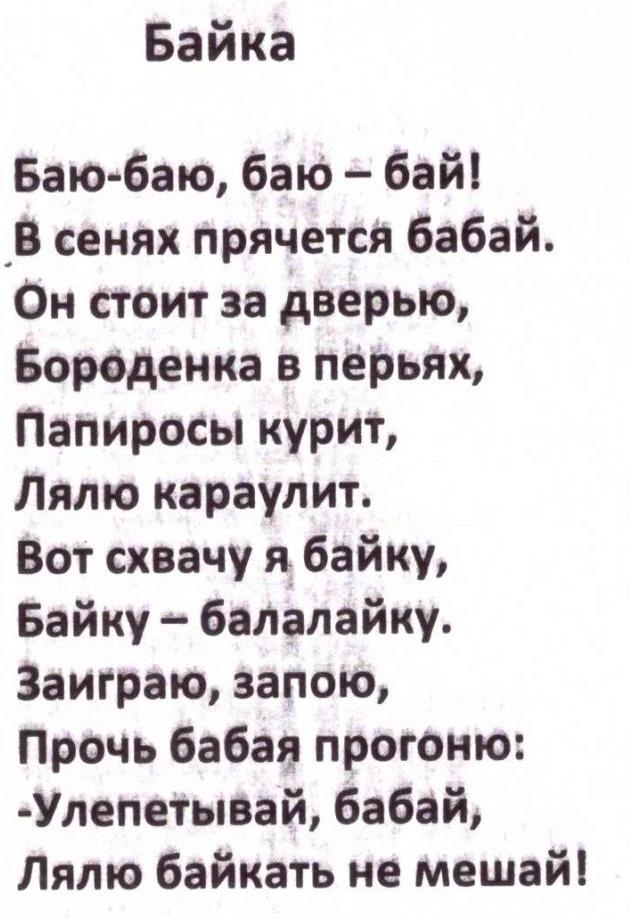 Байка
Баю-баю, баю – бай!
В сенях прячется бабай.
Он стоит за дверью,
Бороденка в перьях,
Папиросы курит,
Лялю караулит.
Вот схвачу я байку,
Байку – балалайку.
Заиграю, запою,
Прочь бабая прогоню:
-Улепетывай, бабай,
Лялю байкать не мешай!